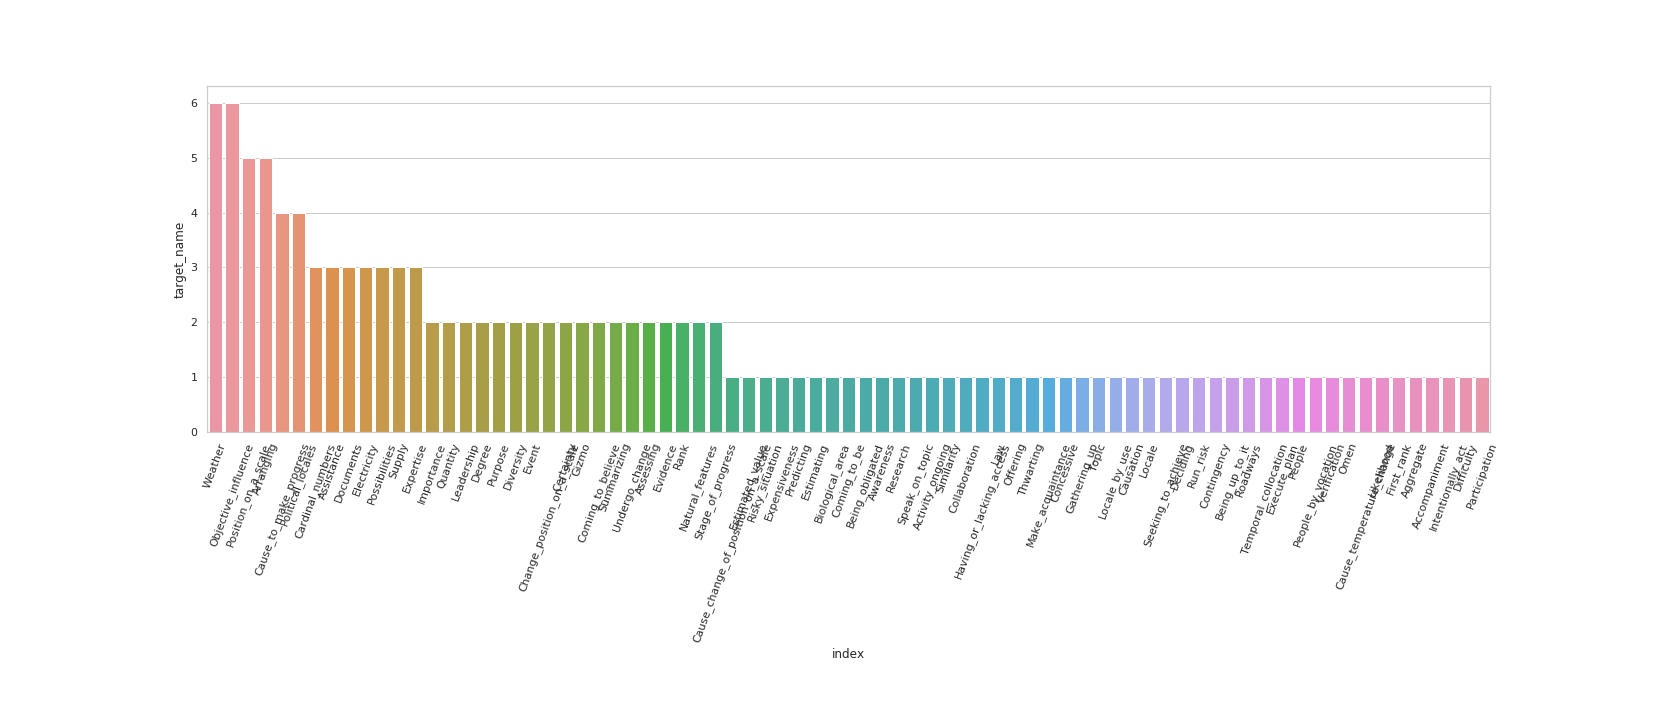 target_name
6
5
4
3
2
1
0
Weather
Objective_influence
Position_on_a_scale
Arranging
Cause_to_make_progress
Political_locales
Cardinal_numbers
Assistance
Documents
Electricity
Possibilities
Supply
Expertise
Importance
Quantity
Leadership
Degree
Purpose
Diversity
Event
Change_position_on_a_scale
Certainty
Gizmo
Coming_to_believe
Summarizing
Undergo_change
Assessing
Evidence
Rank
Natural_features
Stage_of_progress
Cause_change_of_position_on_a_scale
Estimated_value
Risky_situation
Expensiveness
Predicting
Estimating
Biological_area
Coming_to_be
Being_obligated
Awareness
Research
Speak_on_topic
Activity_ongoing
Similarity
Collaboration
Having_or_lacking_access
Law
Offering
Thwarting
Make_acquaintance
Concessive
Gathering_up
Topic
Locale_by_use
Causation
Locale
Seeking_to_achieve
Deciding
Run_risk
Contingency
Being_up_to_it
Roadways
Temporal_collocation
Execute_plan
People
People_by_vocation
Verification
Omen
Cause_temperature_change
First_rank
Aggregate
Accompaniment
Intentionally_act
Difficulty
Participation
index